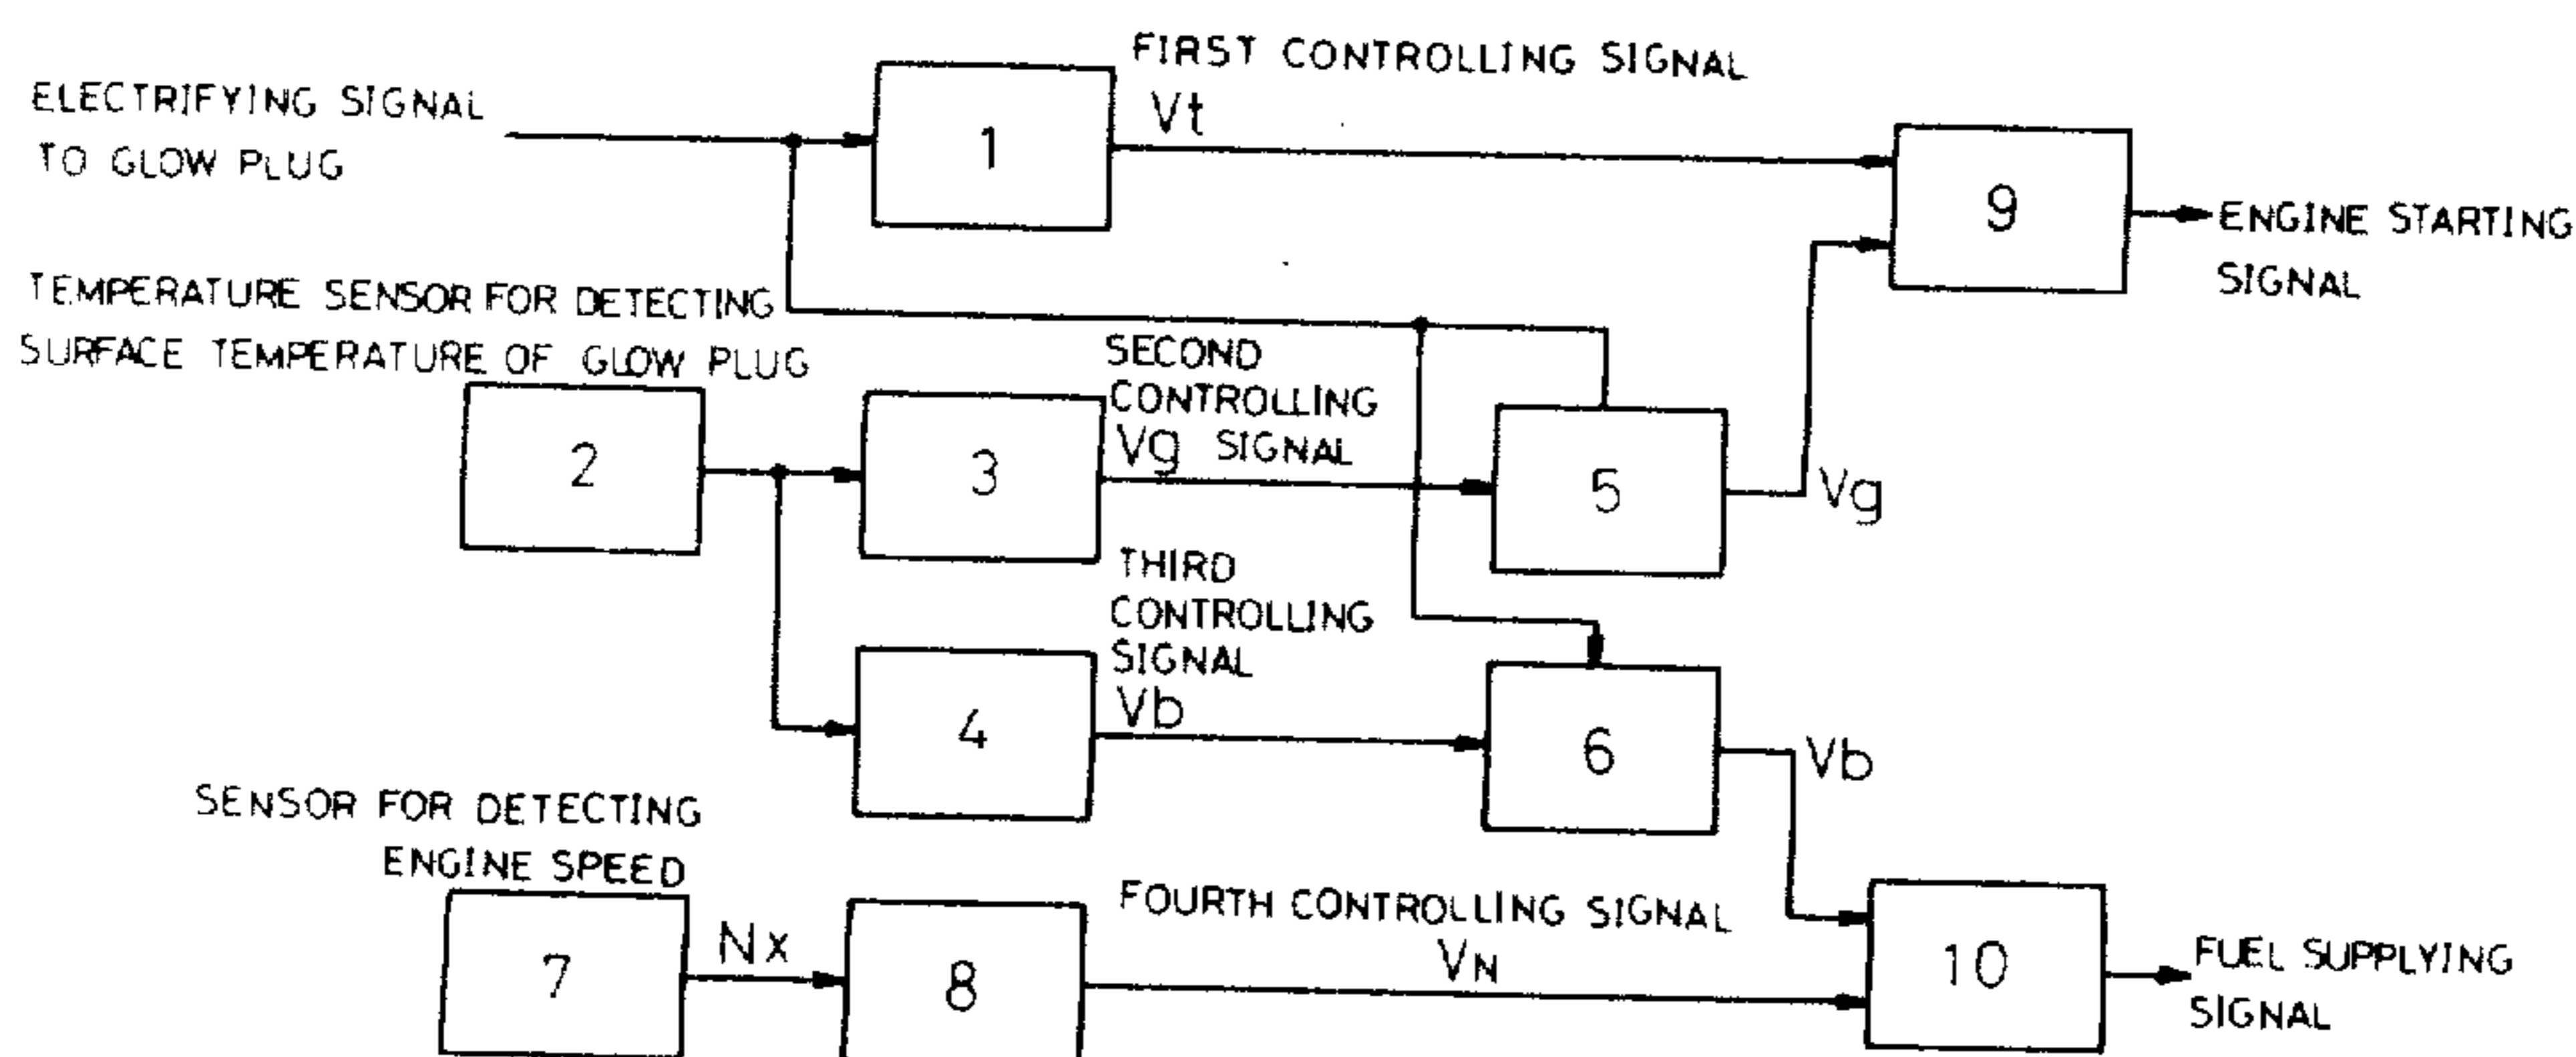 FIRST CONTROLLING SIGNAL
Vt
ELECTRIFYING SIGNAL
TO GLOW PLUG
1
9
ENGINE STARTING
SIGNAL
TEMPERATURE SENSOR FOR DETECTING
SURFACE TEMPERATURE OF GLOW PLUG
SECOND
CONTROLLING
Vg SIGNAL
2
3
5
Vg
THIRD
CONTROLLING
SIGNAL
Vb
4
6
Vb
SENSOR FOR DETECTING
ENGINE SPEED
7
Nx
8
FOURTH CONTROLLING SIGNAL
VN
10
FUEL SUPPLYING
SIGNAL